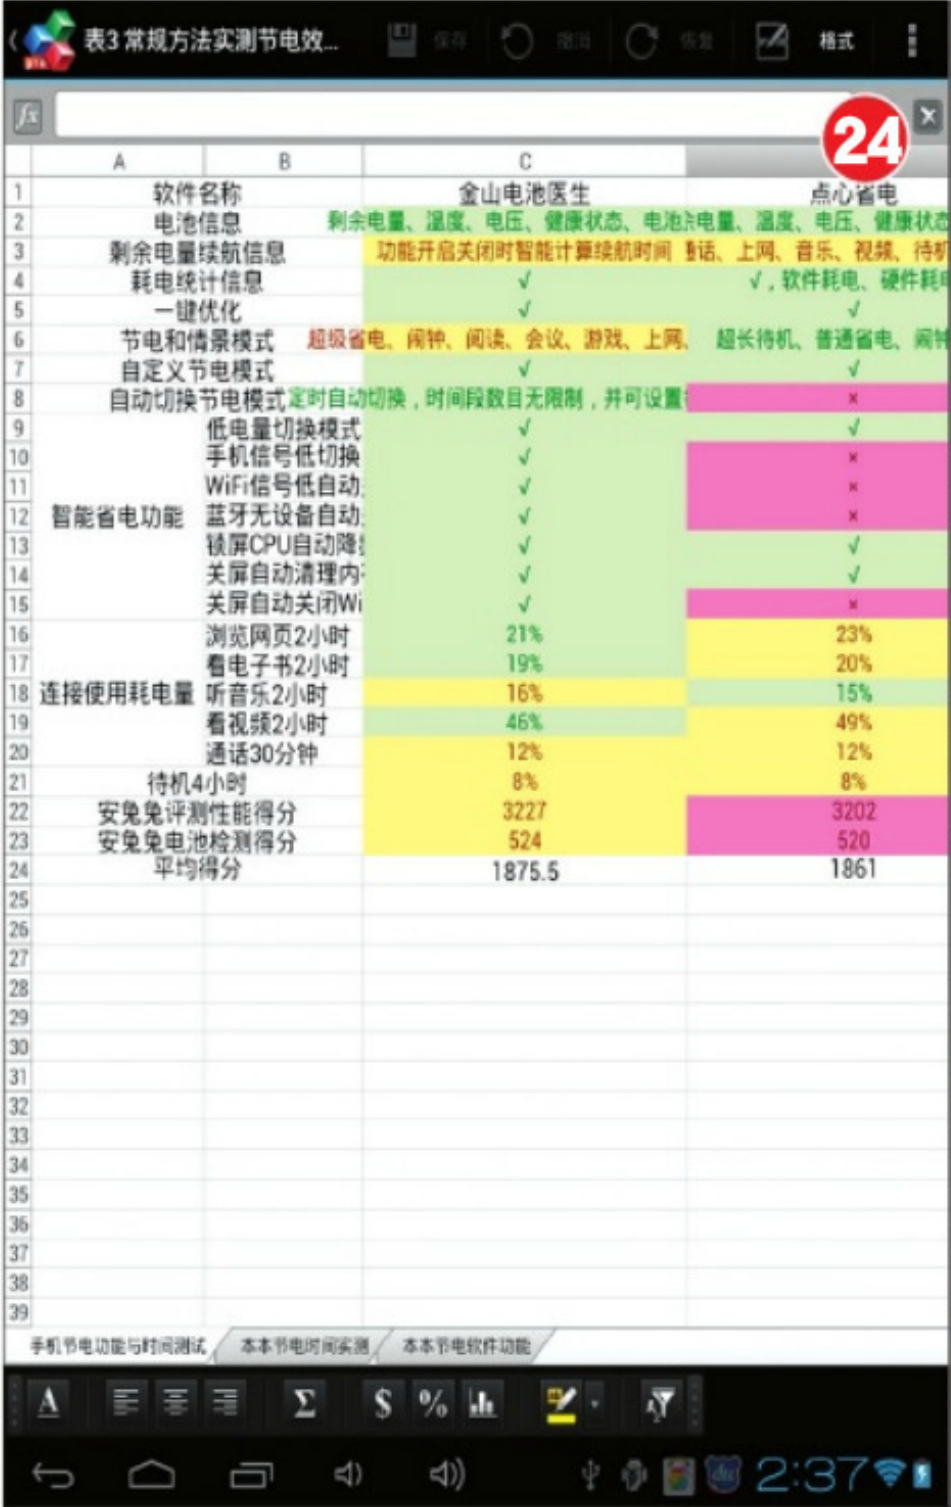 表3 常规方法实测节电效... 保存 撤消 恢复 格式
fx
24
A B C
1 软件名称 金山电池医生 点心省电
2 电池信息 剩余电量、温度、电压、健康状态、电池 电量、温度、电压、健康状态
3 剩余电量续航信息 功能开启关闭时智能计算续航时间 话、上网、音乐、视频、待机
4 耗电统计信息 √ √，软件耗电、硬件耗电
5 一键优化 √ √
6 节电和情景模式 超级省电、闹钟、阅读、会议、游戏、上网、 超长待机、普通省电、闹钟
7 自定义节电模式 √ √
8 自动切换节电模式 定时自动切换，时间段数目无限制，并可设置 ×
9 低电量切换模式 √ √
10 手机信号低切换 √ ×
11 WiFi信号低自动 √ ×
12 智能省电功能 蓝牙无设备自动 √ ×
13 锁屏CPU自动降 √ √
14 关屏自动清理内 √ √
15 关屏自动关闭Wi √ ×
16 浏览网页2小时 21% 23%
17 看电子书2小时 19% 20%
18 连接使用耗电量 听音乐2小时 16% 15%
19 看视频2小时 46% 49%
20 通话30分钟 12% 12%
21 待机4小时 8% 8%
22 安兔兔评测性能得分 3227 3202
23 安兔兔电池检测得分 524 520
24 平均得分 1875.5 1861
25
26
27
28
29
30
31
32
33
34
35
36
37
38
39
手机节电功能与时间测试 本本节电时间实测 本本节电软件功能
A Σ $ %
2:37